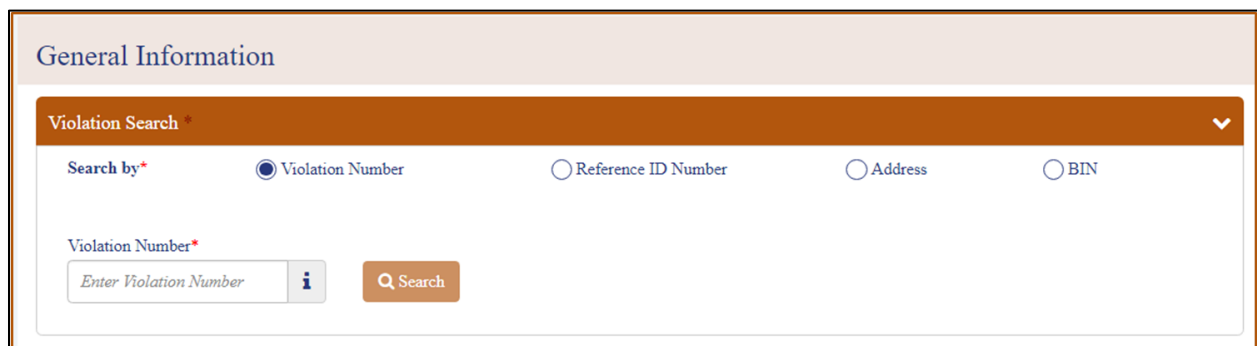 General Information
Violation Search *
Search by* Violation Number Reference ID Number Address BIN
Violation Number*
Enter Violation Number i Search